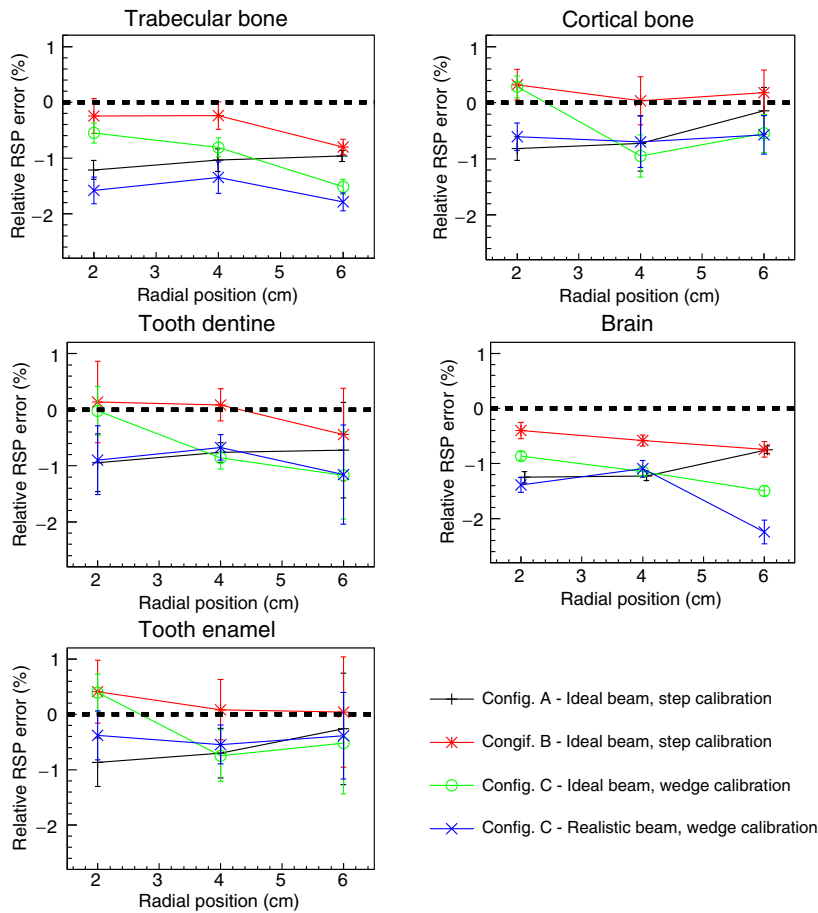 Trabecular bone
Relative RSP error (%)
1
0
−1
−2
2 3 4 5 6
Radial position (cm)
Cortical bone
Relative RSP error (%)
1
0
−1
−2
2 3 4 5 6
Radial position (cm)
Tooth dentine
Relative RSP error (%)
1
0
−1
−2
2 3 4 5 6
Radial position (cm)
Brain
Relative RSP error (%)
1
0
−1
−2
2 3 4 5 6
Radial position (cm)
Tooth enamel
Relative RSP error (%)
1
0
−1
−2
2 3 4 5 6
Radial position (cm)
Config. A - Ideal beam, step calibration
Congif. B - Ideal beam, step calibration
Config. C - Ideal beam, wedge calibration
Config. C - Realistic beam, wedge calibration